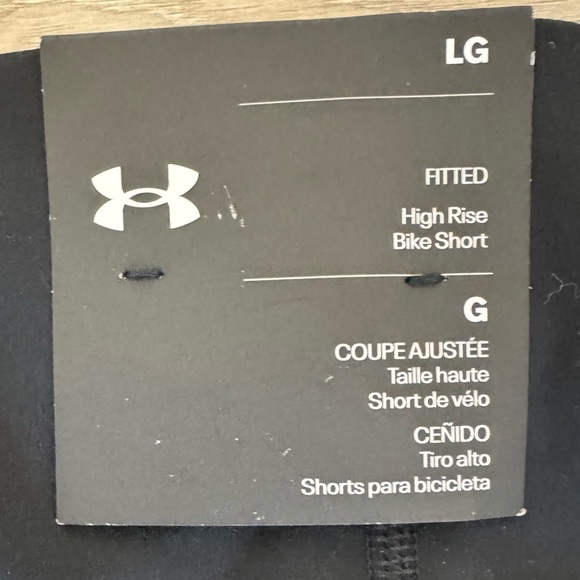 LG
FITTED
High Rise
Bike Short
G
COUPE AJUSTÉE
Taille haute
Short de vélo
CEÑIDO
Tiro alto
Shorts para bicicleta